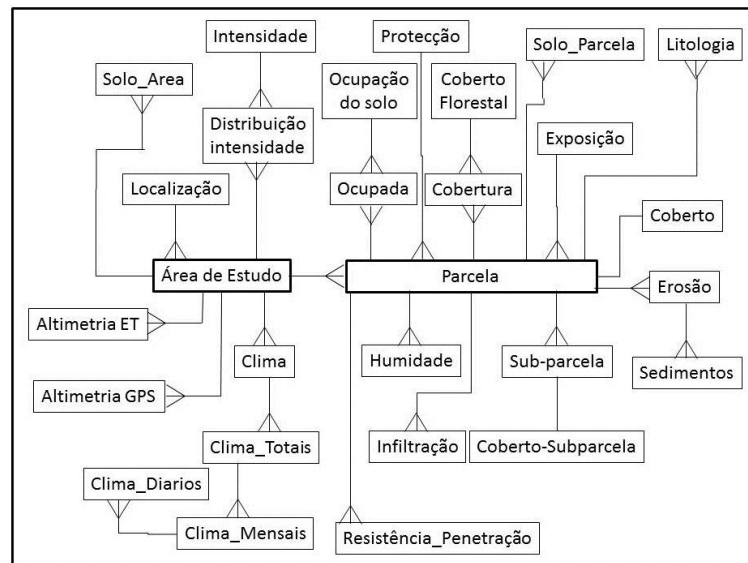 Intensidade
Protecção
Solo_Parcela
Litologia
Solo_Area
Ocupação
do solo
Coberto
Florestal
Distribuição
intensidade
Exposição
Localização
Ocupada
Cobertura
Coberto
Área de Estudo
Parcela
Erosão
Altimetria ET
Clima
Humidade
Sub-parcela
Sedimentos
Altimetria GPS
Clima_Totais
Infiltração
Coberto-Subparcela
Clima_Diarios
Clima_Mensais
Resistência_Penetração